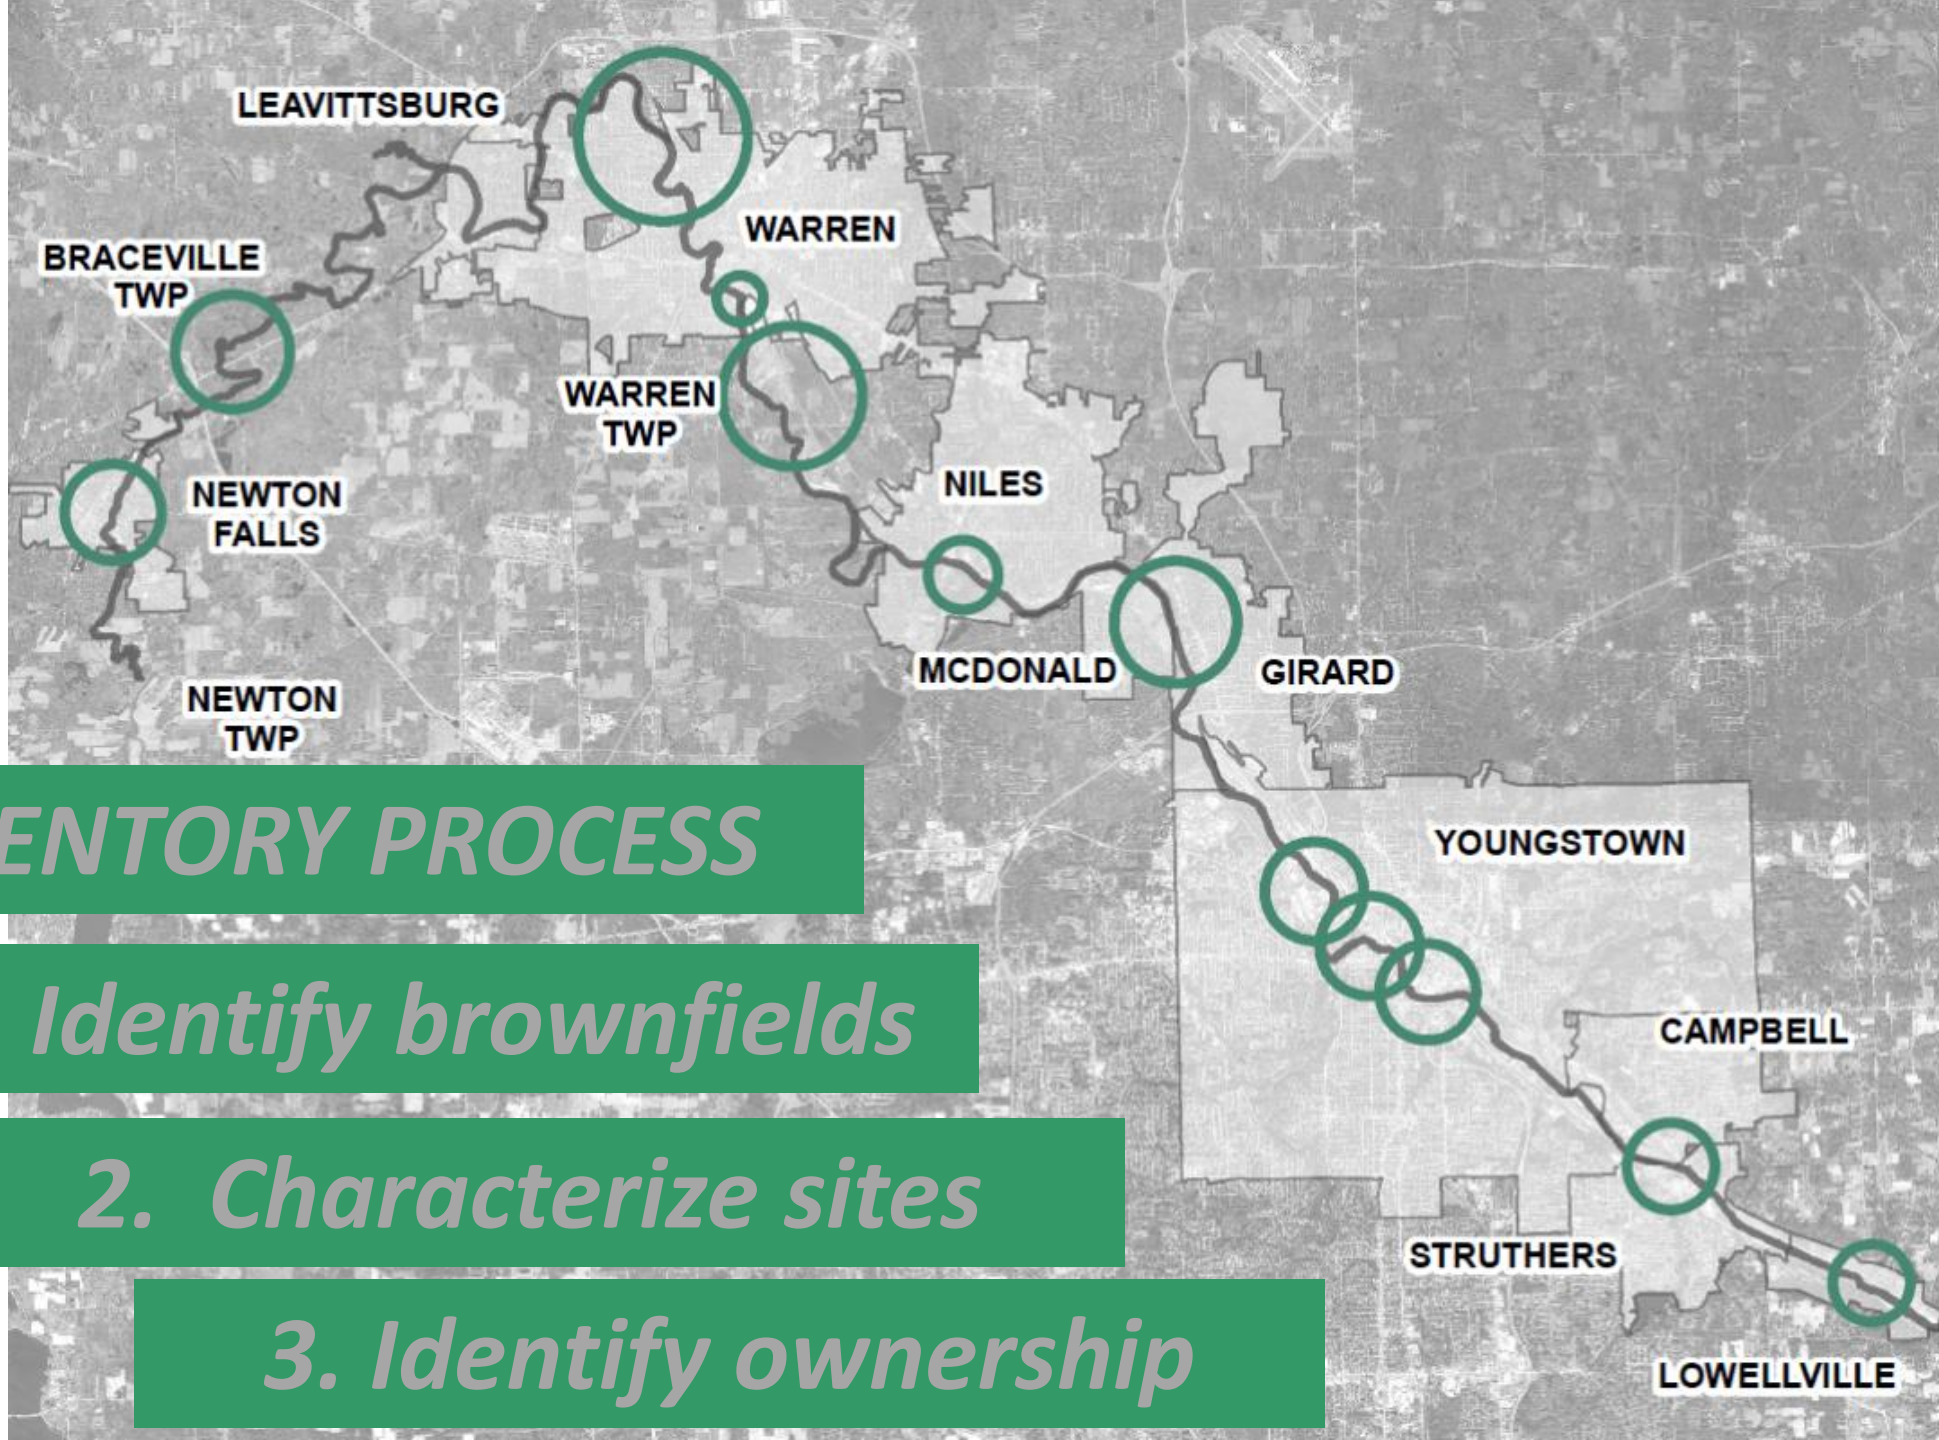 LEAVITTSBURG
WARREN
BRACEVILLE
TWP
WARREN
TWP
NEWTON
FALLS
NILES
MCDONALD
GIRARD
NEWTON
TWP
ENTORY PROCESS
YOUNGSTOWN
Identify brownfields
CAMPBELL
2. Characterize sites
STRUTHERS
3. Identify ownership
LOWELLVILLE